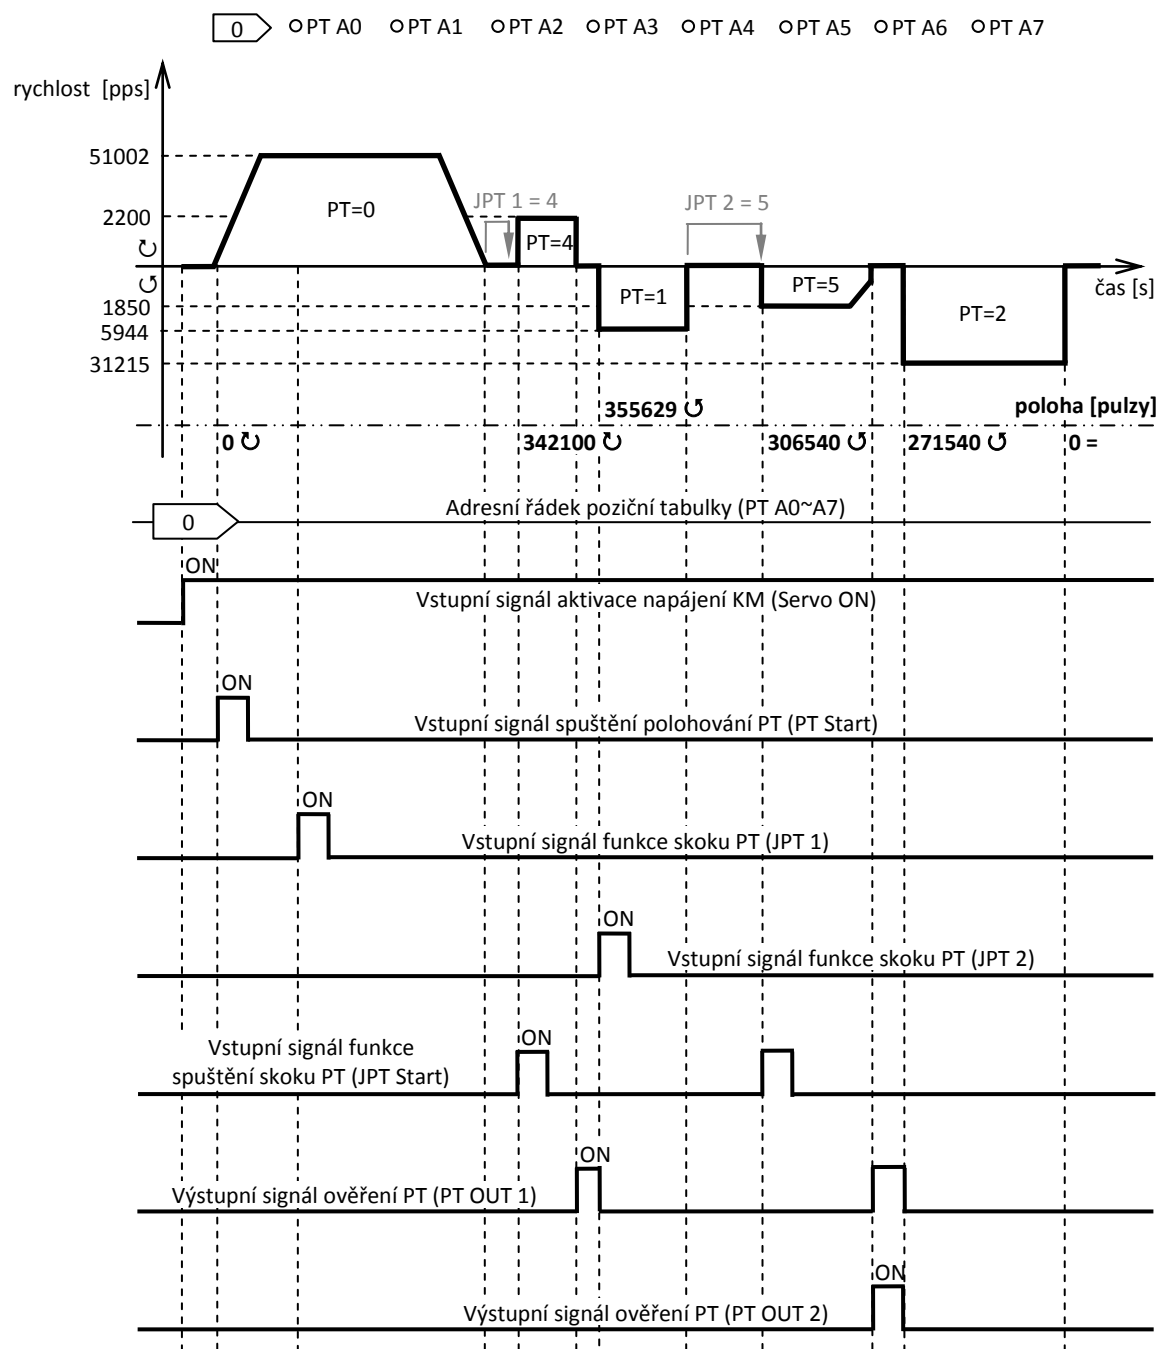 0 PT A0 PT A1 PT A2 PT A3 PT A4 PT A5 PT A6 PT A7
rychlost [pps]
51002
JPT 1 = 4 JPT 2 = 5
2200 PT=0
PT=4
PT=5
čas [s]
PT=1
1850
PT=2
5944
31215
355629 ↺ poloha [pulzy]
0 ↻ 342100 ↻ 306540 ↺ 271540 ↺ 0 =
Adresní řádek poziční tabulky (PT A0~A7)
0
ON
Vstupní signál aktivace napájení KM (Servo ON)
ON
Vstupní signál spuštění polohování PT (PT Start)
ON
Vstupní signál funkce skoku PT (JPT 1)
ON
Vstupní signál funkce skoku PT (JPT 2)
ON
Vstupní signál funkce
spuštění skoku PT (JPT Start)
ON
Výstupní signál ověření PT (PT OUT 1)
ON
Výstupní signál ověření PT (PT OUT 2)